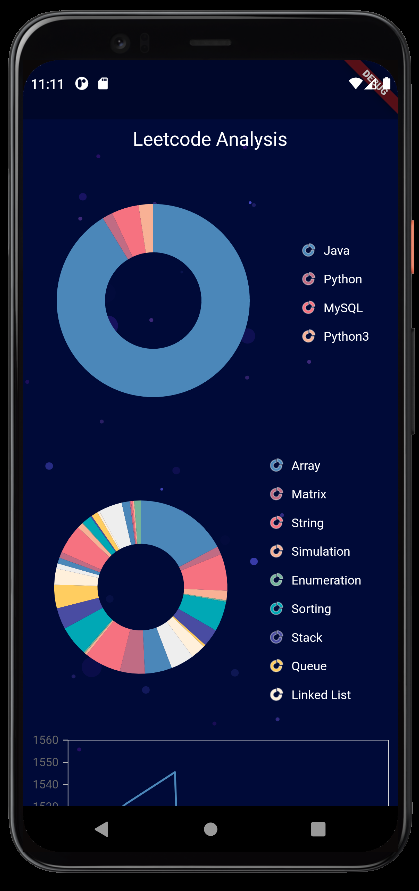 11:11
DEBUG
Leetcode Analysis
Java
Python
MySQL
Python3
Array
Matrix
String
Simulation
Enumeration
Sorting
Stack
Queue
Linked List
1560
1550
1540
1530